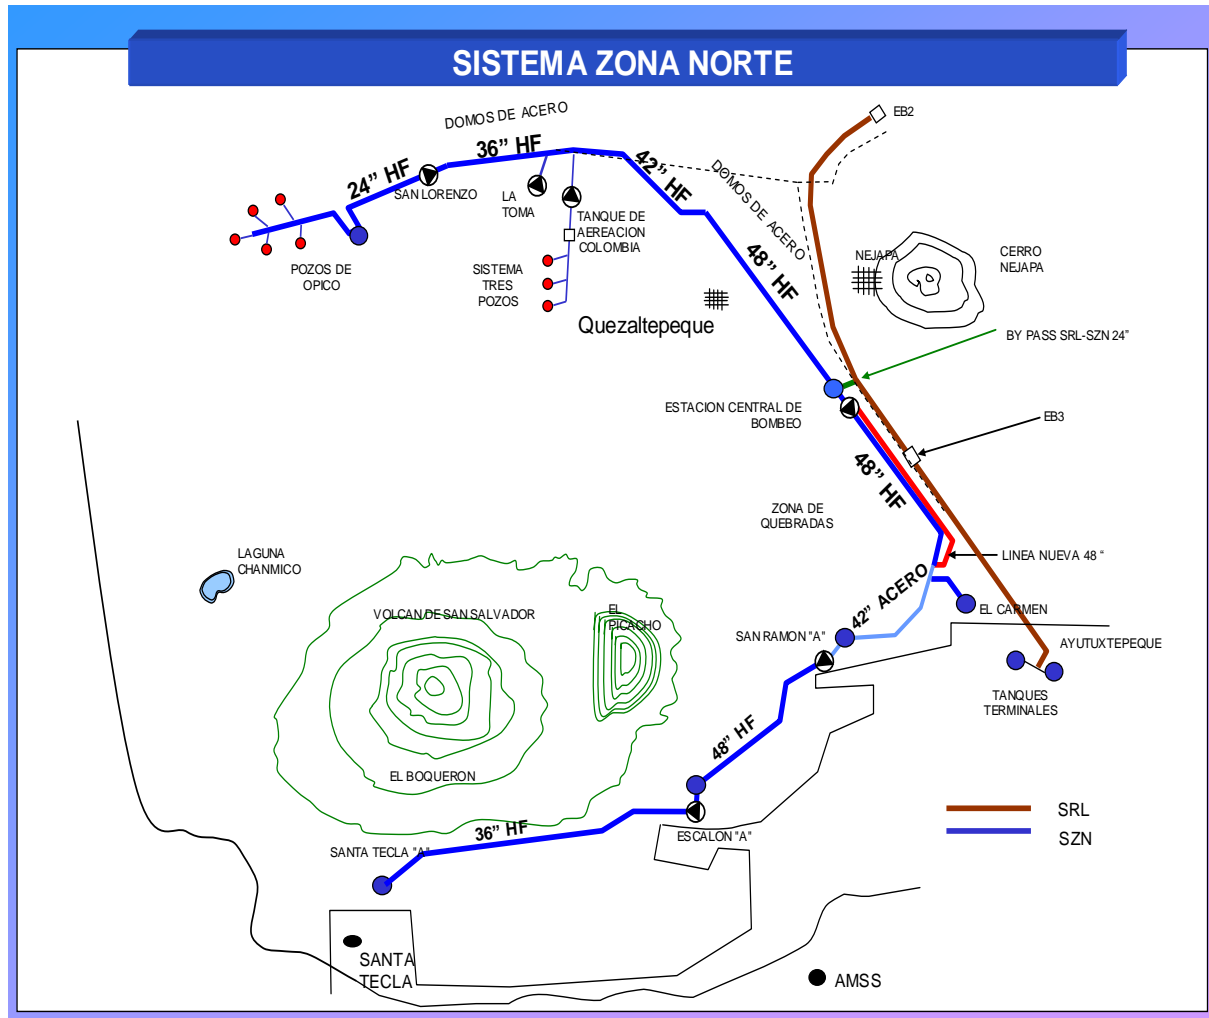 SISTEMA ZONA NORTE
DOMOS DE ACERO
EB2
36” HF
42” HF
DOMOS DE ACERO
24” HF
SAN LORENZO
LA
TOMA
TANQUE DE
AEREACION
COLOMBIA
NEJAPA
CERRO
NEJAPA
48” HF
POZOS DE
OPICO
SISTEMA
TRES
POZOS
Quezaltepeque
BY PASS SRL-SZN 24”
ESTACION CENTRAL DE
BOMBEO
EB3
48” HF
ZONA DE
QUEBRADAS
LAGUNA
CHANMICO
LINEA NUEVA 48 “
42” ACERO
VOLCAN DE SAN SALVADOR
EL
PICACHO
EL CARMEN
SAN RAMON "A"
AYUTUXTEPEQUE
TANQUES
TERMINALES
48” HF
EL BOQUERON
SRL
36” HF
ESCALON "A"
SZN
SANTA TECLA "A"
SANTA
TECLA
AMSS